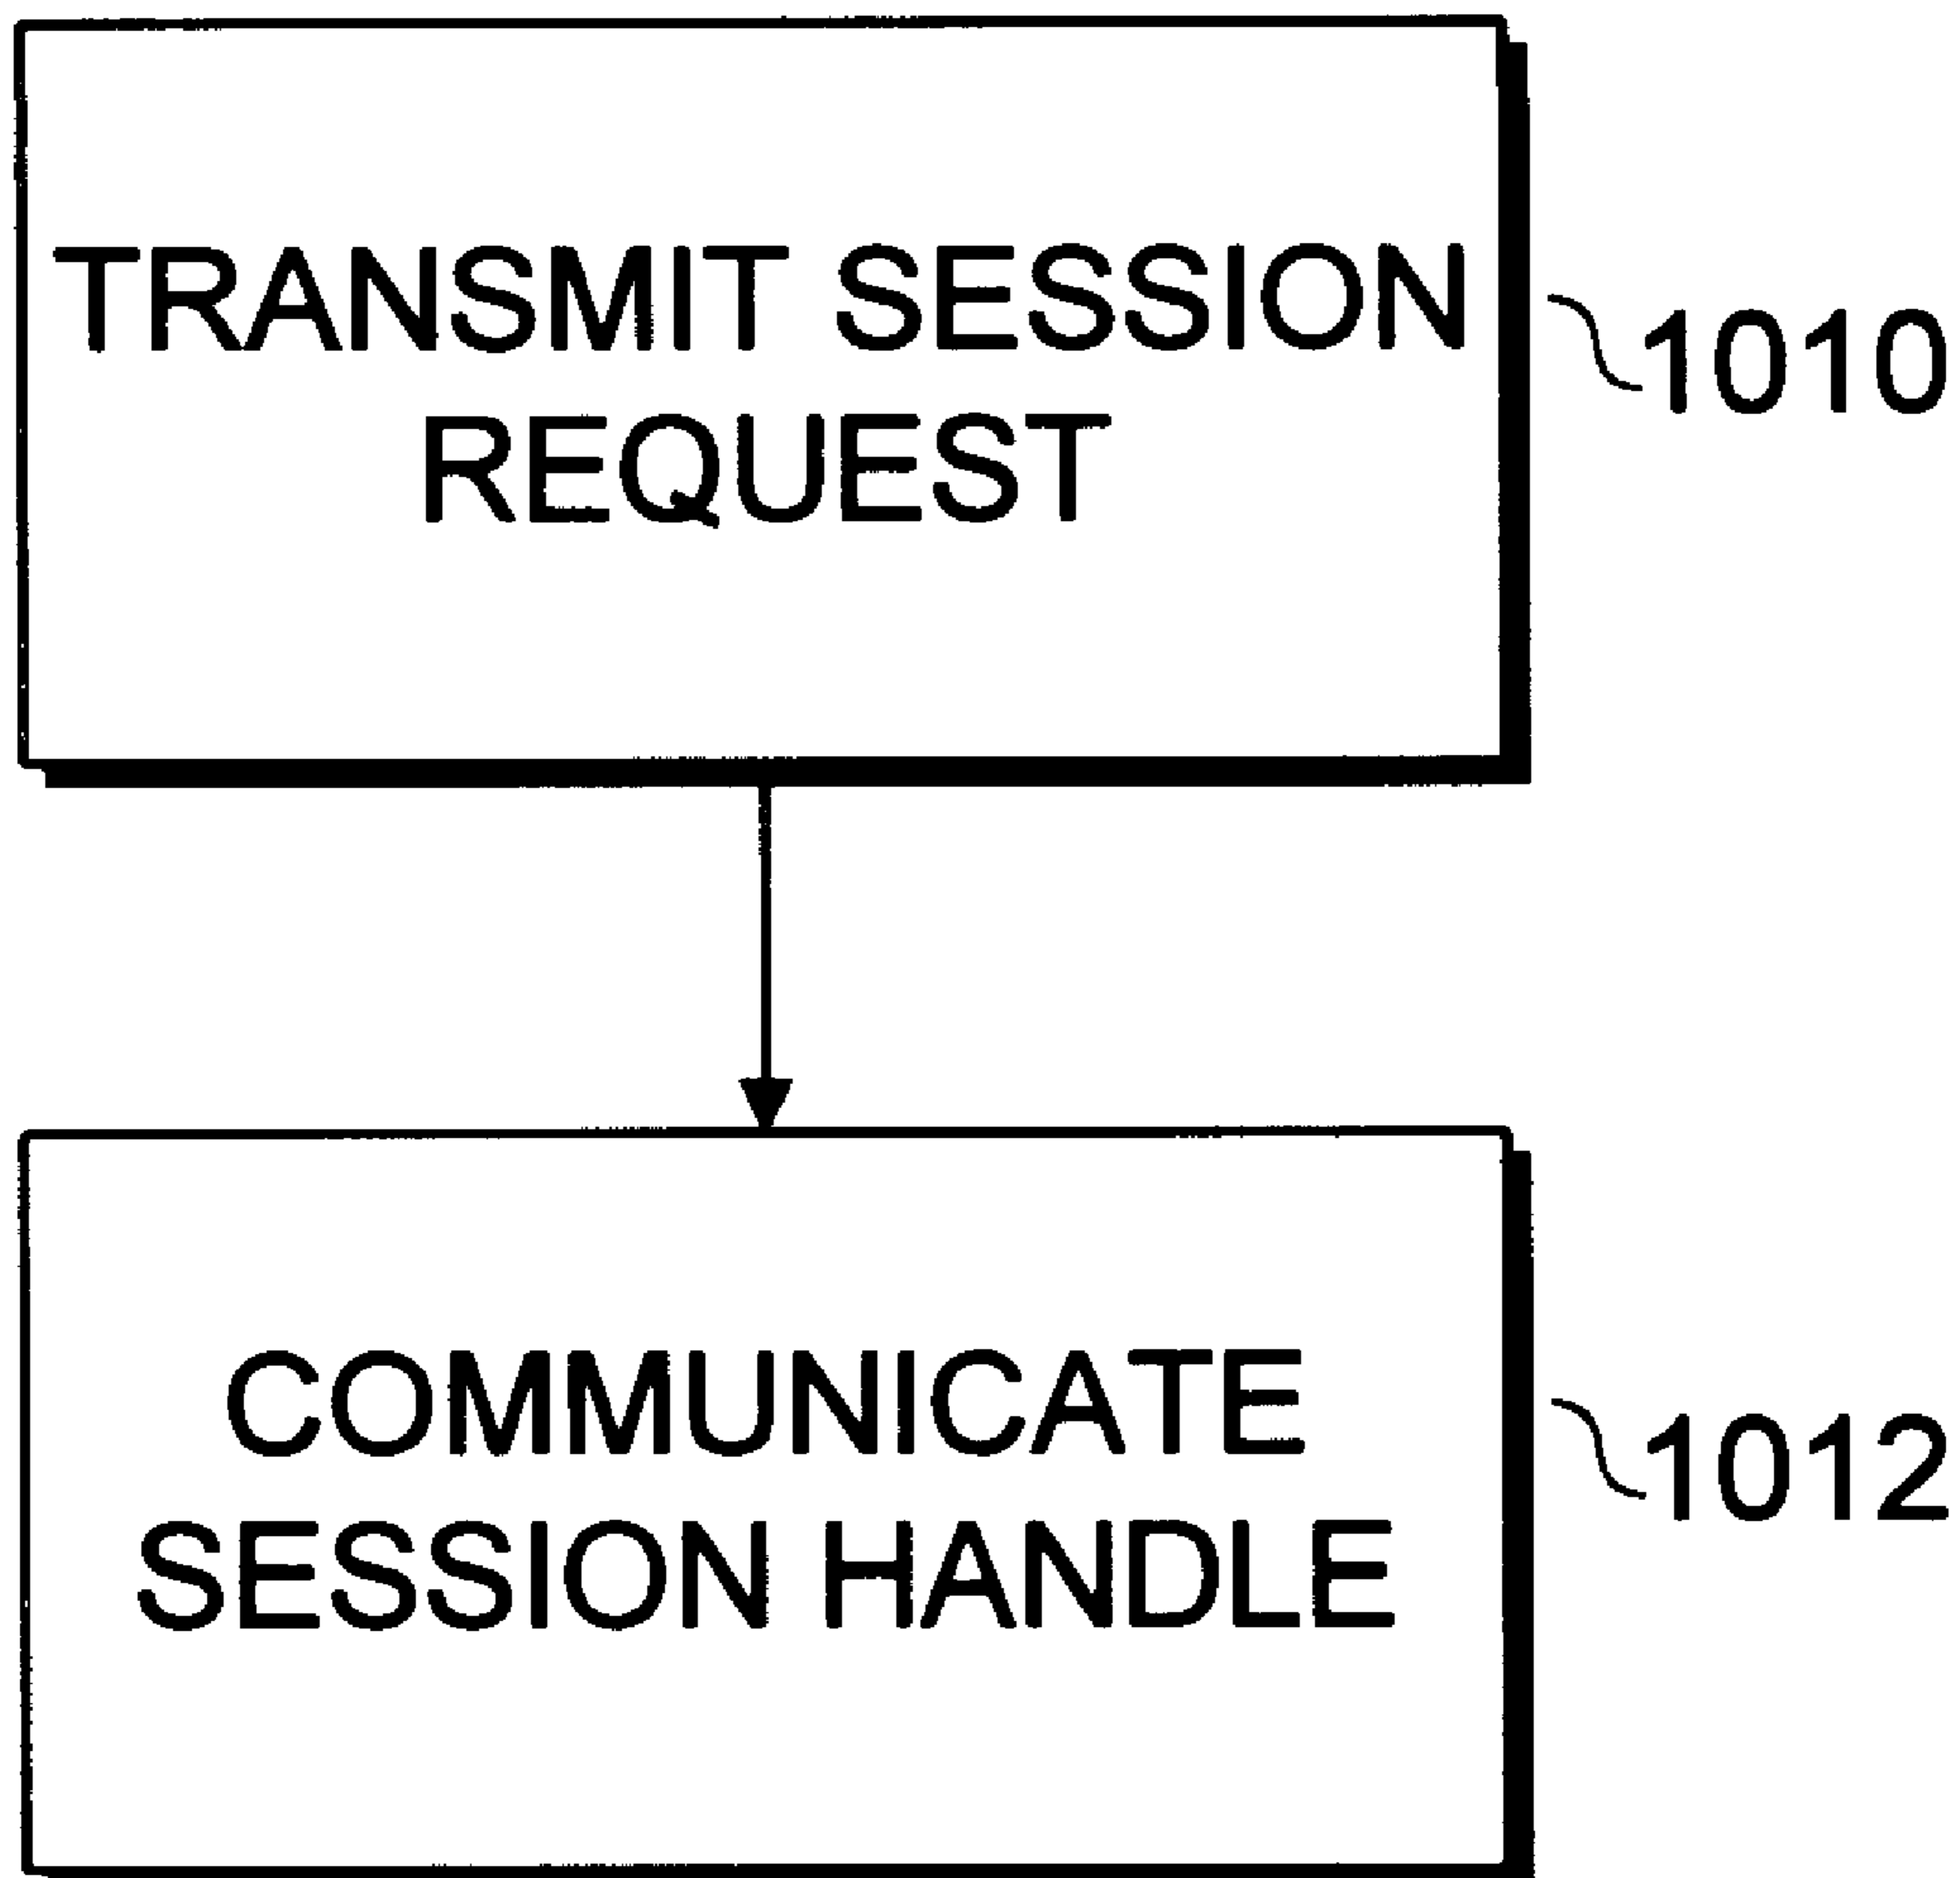 TRANSMIT SESSION
REQUEST
1010
COMMUNICATE
SESSION HANDLE
1012